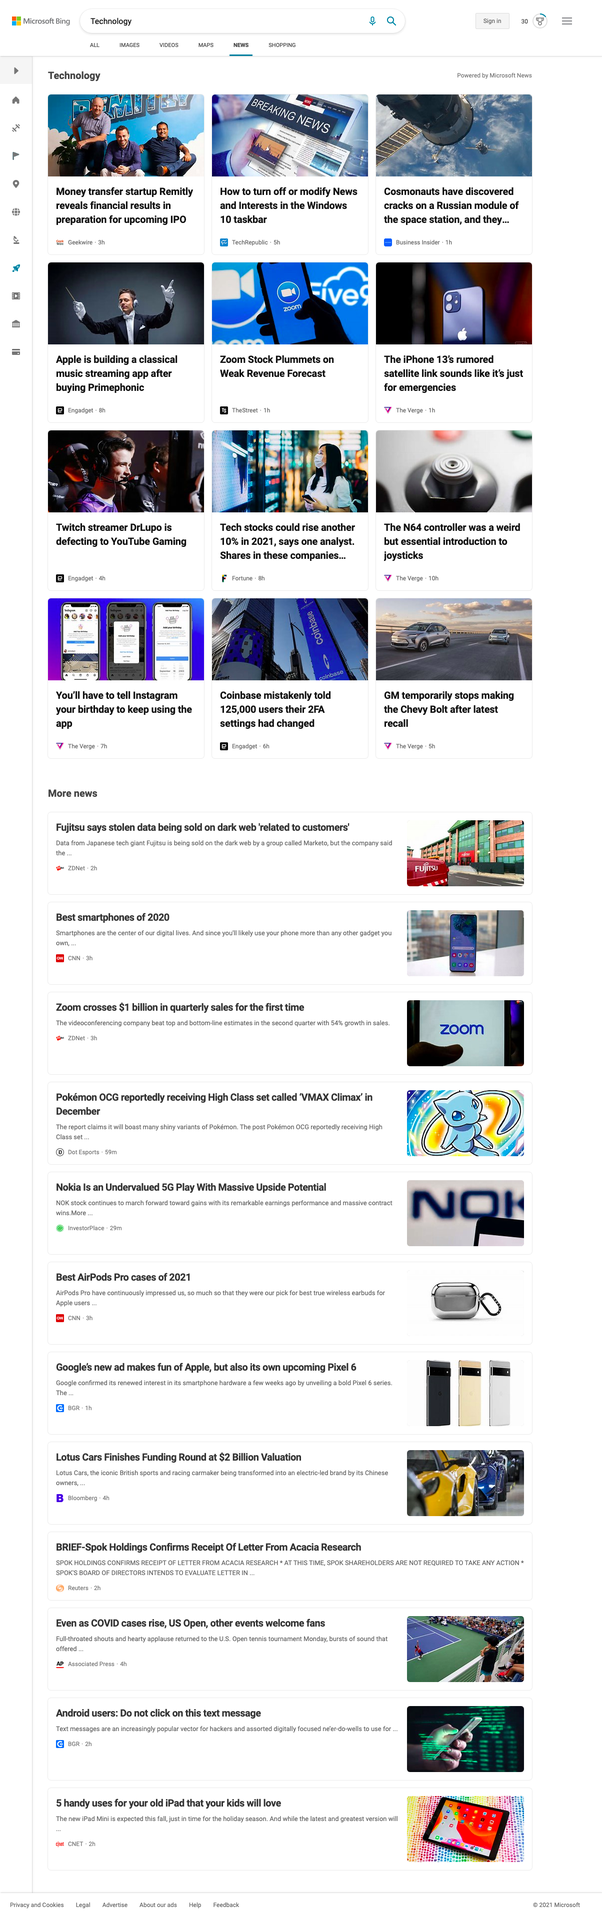 Microsoft Bing
Technology
Sign in
30
ALL
IMAGES
VIDEOS
MAPS
NEWS
SHOPPING
Technology
Powered by Microsoft News
REMITLY
BREAKING NEWS
Money transfer startup Remitly
reveals financial results in
preparation for upcoming IPO
Geekwire · 3h
How to turn off or modify News
and Interests in the Windows
10 taskbar
TechRepublic · 5h
Cosmonauts have discovered
cracks on a Russian module of
the space station, and they...
Business Insider · 1h
zoom
Five9
zoom
Apple is building a classical
music streaming app after
buying Primephonic
Engadget · 8h
Zoom Stock Plummets on
Weak Revenue Forecast
TheStreet · 1h
The iPhone 13's rumored
satellite link sounds like it's just
for emergencies
The Verge · 1h
Twitch streamer DrLupo is
defecting to YouTube Gaming
Engadget · 4h
Tech stocks could rise another
10% in 2021, says one analyst.
Shares in these companies...
Fortune · 8h
The N64 controller was a weird
but essential introduction to
joysticks
The Verge · 10h
coinbase
Coinbase
coinbase
You'll have to tell Instagram
your birthday to keep using the
app
The Verge · 7h
Coinbase mistakenly told
125,000 users their 2FA
settings had changed
Engadget · 6h
GM temporarily stops making
the Chevy Bolt after latest
recall
The Verge · 5h
More news
Fujitsu says stolen data being sold on dark web 'related to customers'
Data from Japanese tech giant Fujitsu is being sold on the dark web by a group called Marketo, but the company said
the ...
ZDNet · 2h
FUJITSU
Best smartphones of 2020
Smartphones are the center of our digital lives. And since you'll likely use your phone more than any other gadget you
own, ...
CNN · 3h
Zoom crosses $1 billion in quarterly sales for the first time
The videoconferencing company beat top and bottom-line estimates in the second quarter with 54% growth in sales.
ZDNet · 3h
zoom
Pokémon OCG reportedly receiving High Class set called 'VMAX Climax' in
December
The report claims it will boast many shiny variants of Pokémon. The post Pokémon OCG reportedly receiving High
Class set ...
Dot Esports · 59m
Nokia Is an Undervalued 5G Play With Massive Upside Potential
NOK stock continues to march forward toward gains with its remarkable earnings performance and massive contract
wins.More ...
InvestorPlace · 29m
NOK
Best AirPods Pro cases of 2021
AirPods Pro have continuously impressed us, so much so that they were our pick for best true wireless earbuds for
Apple users ...
CNN · 3h
Google's new ad makes fun of Apple, but also its own upcoming Pixel 6
Google confirmed its renewed interest in its smartphone hardware a few weeks ago by unveiling a bold Pixel 6 series.
The ...
BGR · 1h
Lotus Cars Finishes Funding Round at $2 Billion Valuation
Lotus Cars, the iconic British sports and racing carmaker being transformed into an electric-led brand by its Chinese
owners, ...
Bloomberg · 4h
BRIEF-Spok Holdings Confirms Receipt Of Letter From Acacia Research
SPOK HOLDINGS CONFIRMS RECEIPT OF LETTER FROM ACACIA RESEARCH * AT THIS TIME, SPOK SHAREHOLDERS ARE NOT REQUIRED TO TAKE ANY ACTION *
SPOK'S BOARD OF DIRECTORS INTENDS TO EVALUATE LETTER IN ...
Reuters · 2h
Even as COVID cases rise, US Open, other events welcome fans
Full-throated shouts and hearty applause returned to the U.S. Open tennis tournament Monday, bursts of sound that
offered ...
Associated Press · 4h
Android users: Do not click on this text message
Text messages are an increasingly popular vector for hackers and assorted digitally focused ne'er-do-wells to use for ...
BGR · 2h
5 handy uses for your old iPad that your kids will love
The new iPad Mini is expected this fall, just in time for the holiday season. And while the latest and greatest version will
...
CNET · 2h
Privacy and Cookies
Legal
Advertise
About our ads
Help
Feedback
© 2021 Microsoft